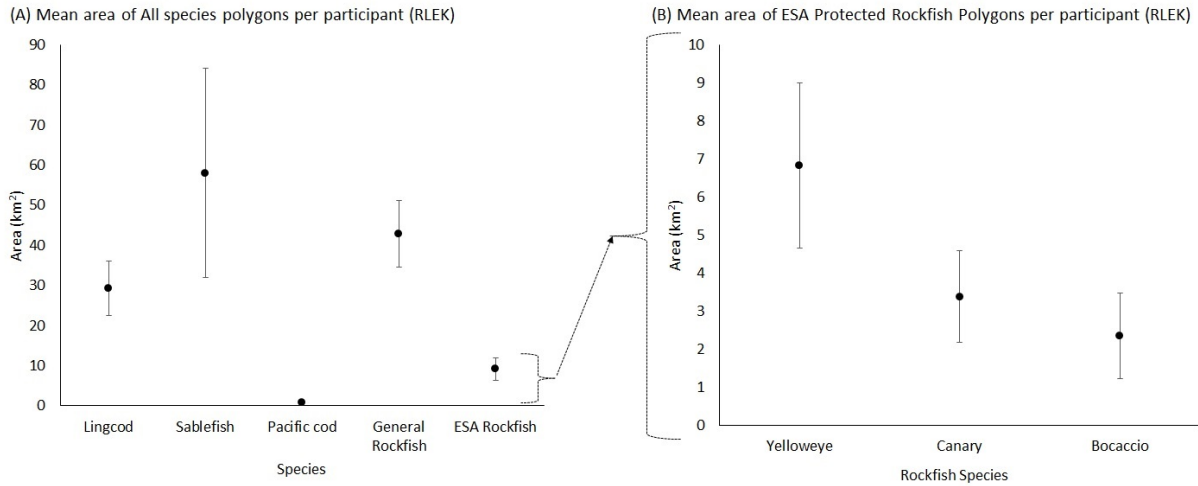 (A) Mean area of All species polygons per participant (RLEK)
90
80
70
60
50
40
30
20
10
0
Area (km²)
Lingcod
Sablefish
Pacific cod
General
Rockfish
ESA Rockfish
Species
(B) Mean area of ESA Protected Rockfish Polygons per participant (RLEK)
10
9
8
7
6
5
4
3
2
1
0
Area (km²)
Yelloweye
Canary
Bocaccio
Rockfish Species